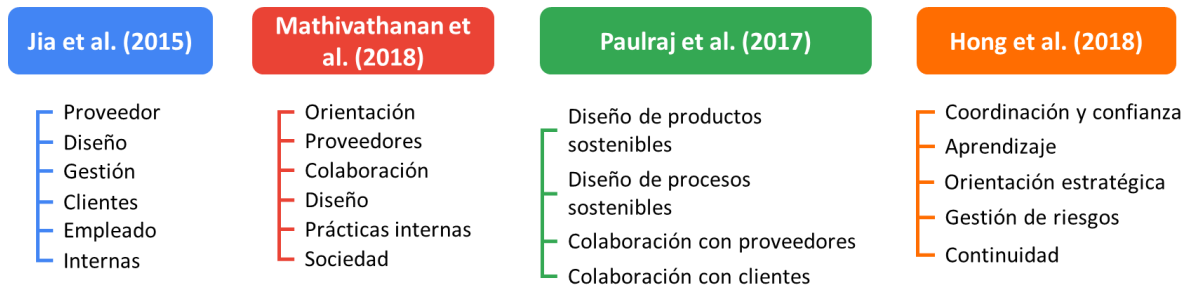 Jia et al. (2015)
Proveedor
Diseño
Gestión
Clientes
Empleado
Internas
Mathivathanan et
al. (2018)
Orientación
Proveedores
Colaboración
Diseño
Prácticas internas
Sociedad
Paulraj et al. (2017)
Diseño de productos
sostenibles
Diseño de procesos
sostenibles
Colaboración con proveedores
Colaboración con clientes
Hong et al. (2018)
Coordinación y confianza
Aprendizaje
Orientación estratégica
Gestión de riesgos
Continuidad